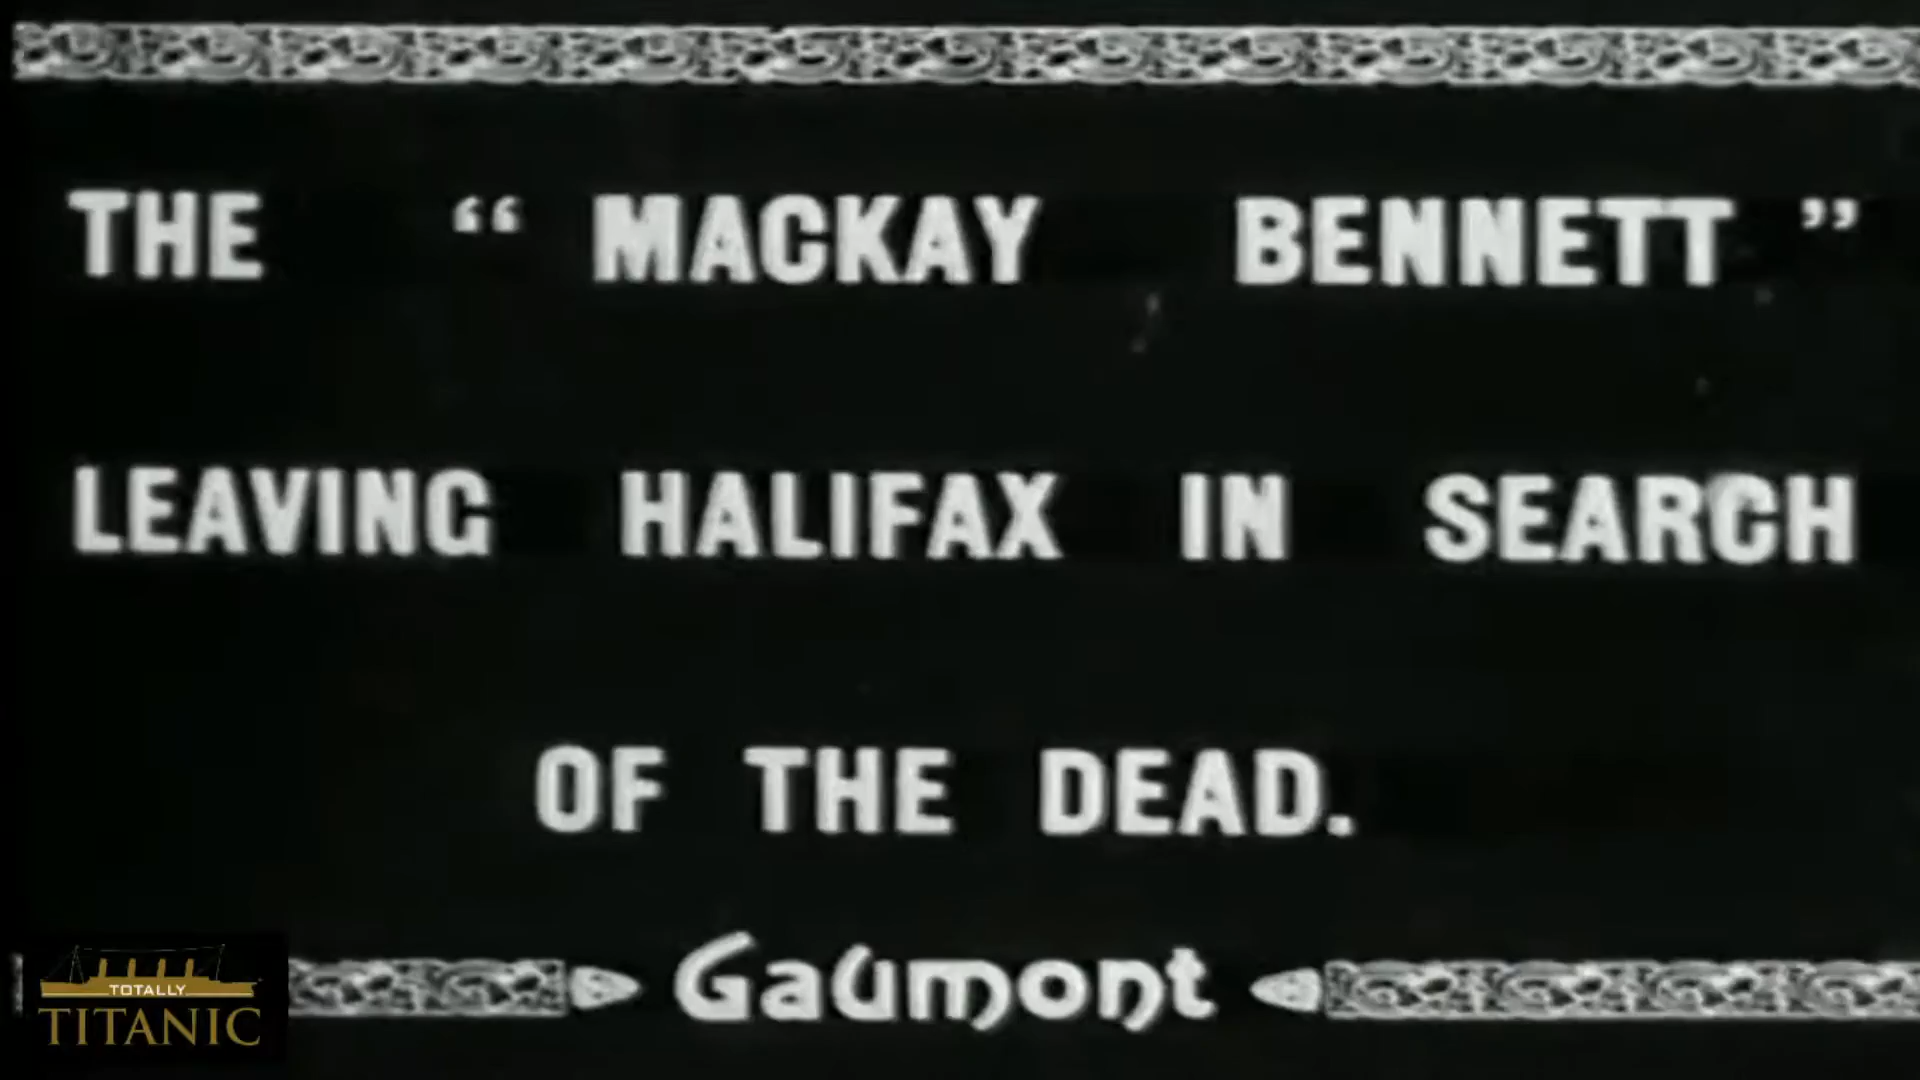 THE “ MACKAY BENNETT ”
LEAVING HALIFAX IN SEARCH
OF THE DEAD.
Gaumont
TOTALLY
TITANIC